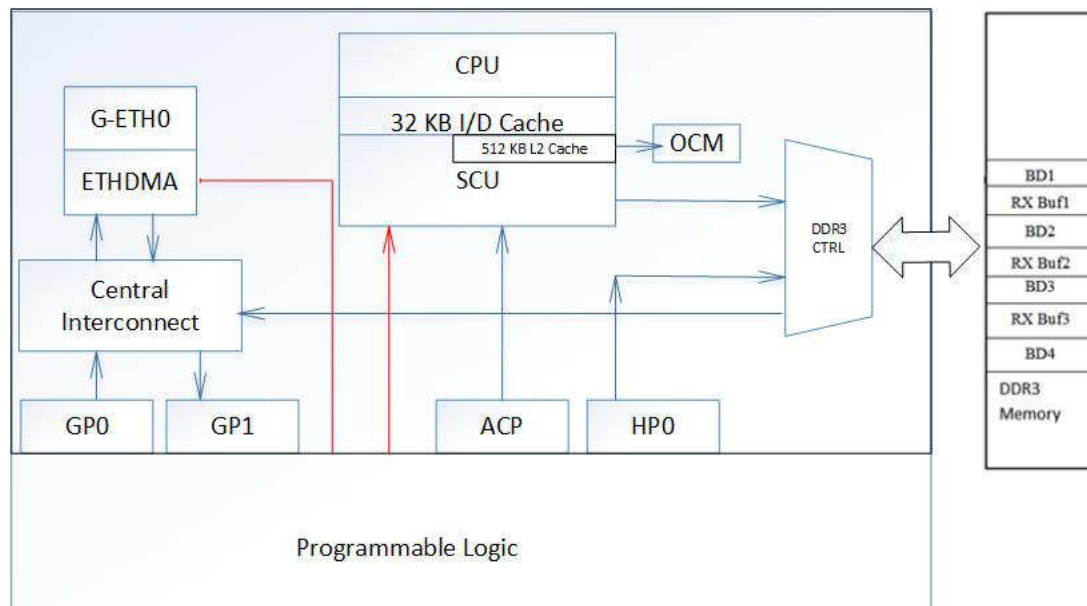 CPU
G-ETH0
32 KB I/D Cache
512 KB L2 Cache
OCM
ETHDMA
SCU
DDR3
CTRL
BD1
RX Buf1
BD2
RX Buf2
BD3
RX Buf3
BD4
DDR3
Memory
Central
Interconnect
GP0
GP1
ACP
HP0
Programmable Logic